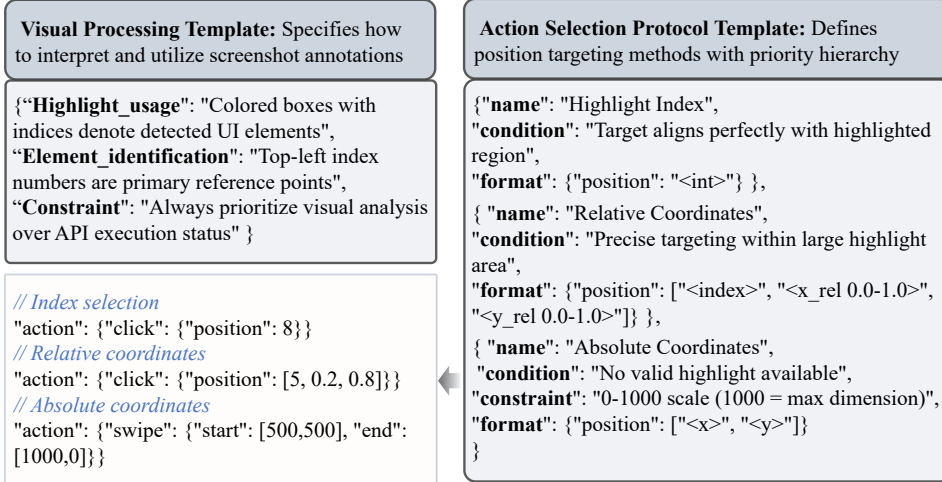 Visual Processing Template: Specifies how
to interpret and utilize screenshot annotations
{“Highlight_usage": "Colored boxes with
indices denote detected UI elements",
“Element_identification": "Top-left index
numbers are primary reference points",
“Constraint": "Always prioritize visual analysis
over API execution status" }
// Index selection
"action": {"click": {"position": 8}}
// Relative coordinates
"action": {"click": {"position": [5, 0.2, 0.8]}}
// Absolute coordinates
"action": {"swipe": {"start": [500,500], "end":
[1000,0]}}
Action Selection Protocol Template: Defines
position targeting methods with priority hierarchy
{"name": "Highlight Index",
"condition": "Target aligns perfectly with highlighted
region",
"format": {"position": "<int>"} },
{ "name": "Relative Coordinates",
"condition": "Precise targeting within large highlight
area",
"format": {"position": ["<index>", "<x_rel 0.0-1.0>",
"<y_rel 0.0-1.0>"]} },
{ "name": "Absolute Coordinates",
"condition": "No valid highlight available",
"constraint": "0-1000 scale (1000 = max dimension)",
"format": {"position": ["<x>", "<y>"]}
}